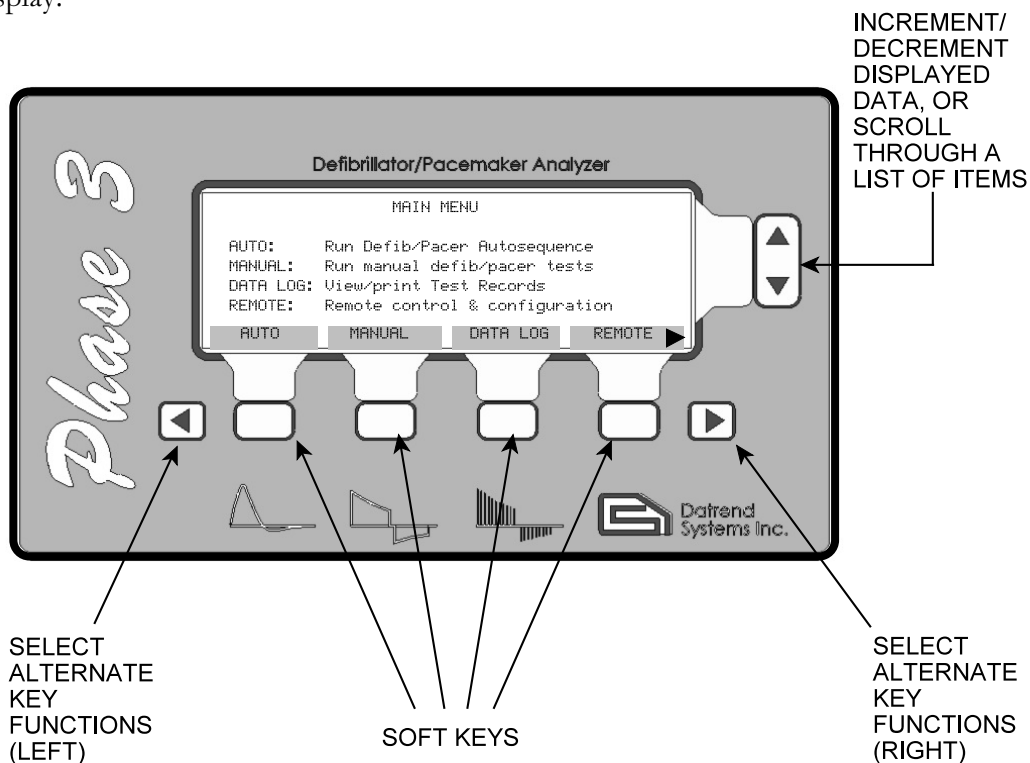 splay.
INCREMENT/
DECREMENT
DISPLAYED
DATA, OR
SCROLL
THROUGH A
LIST OF ITEMS
Phase 3
Defibrillator/Pacemaker Analyzer
MAIN MENU
AUTO: Run Defib/Pacer Autosequence
MANUAL: Run manual defib/pacer tests
DATA LOG: View/print Test Records
REMOTE: Remote control & configuration
AUTO MANUAL DATA LOG REMOTE
Datrend
Systems Inc.
SELECT
ALTERNATE
KEY
FUNCTIONS
(LEFT)
SOFT KEYS
SELECT
ALTERNATE
KEY
FUNCTIONS
(RIGHT)